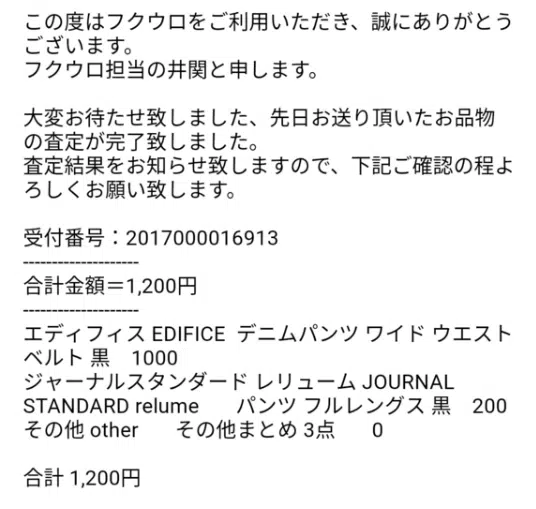 この度はフクウロをご利用いただき、誠にありがとう
ございます。
フクウロ担当の井関と申します。
大変お待たせ致しました、先日お送り頂いたお品物
の査定が完了致しました。
査定結果をお知らせ致しますので、下記ご確認の程よ
ろしくお願い致します。
受付番号：2017000016913
--------------------
合計金額＝1,200円
--------------------
エディフィス EDIFICE デニムパンツ ワイド ウエスト
ベルト 黒 1000
ジャーナルスタンダード レリューム JOURNAL
STANDARD relume パンツ フルレングス 黒 200
その他 other その他まとめ 3点 0
合計 1,200円